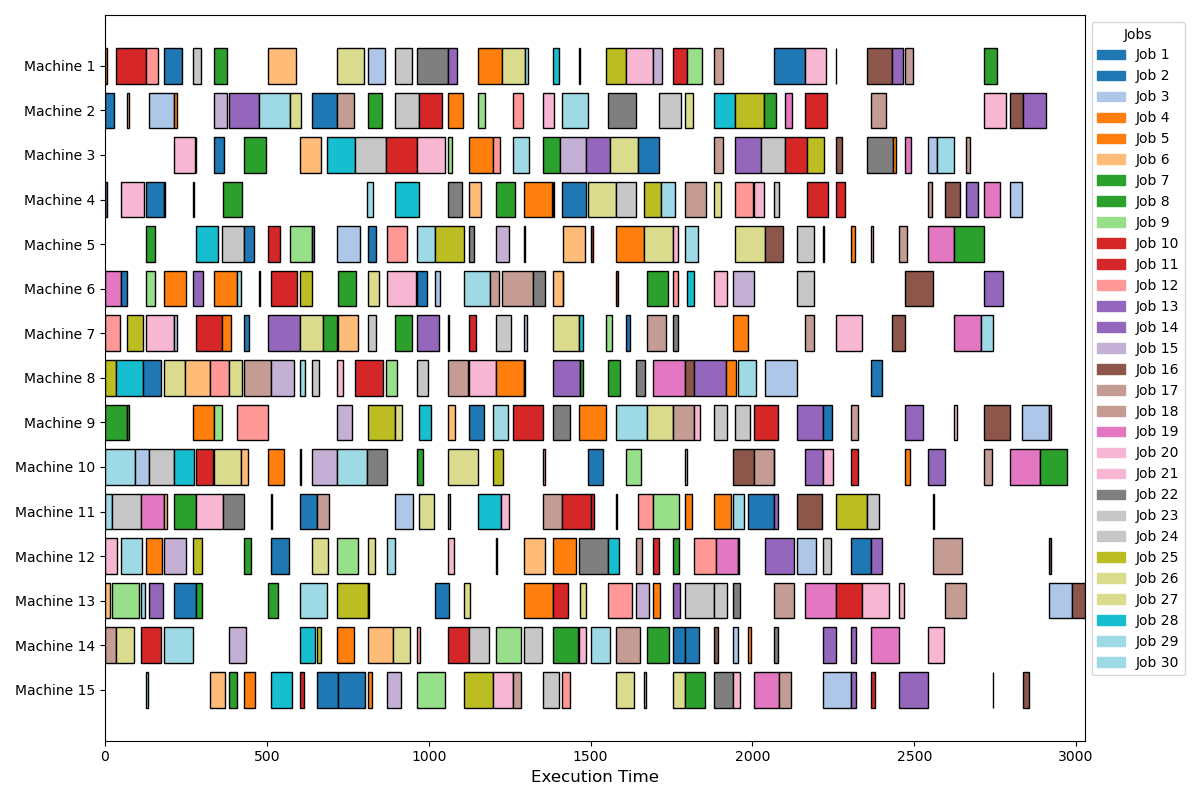 Machine 1
Machine 2
Machine 3
Machine 4
Machine 5
Machine 6
Machine 7
Machine 8
Machine 9
Machine 10
Machine 11
Machine 12
Machine 13
Machine 14
Machine 15
0 500 1000 1500 2000 2500 3000
Execution Time
Jobs
Job 1
Job 2
Job 3
Job 4
Job 5
Job 6
Job 7
Job 8
Job 9
Job 10
Job 11
Job 12
Job 13
Job 14
Job 15
Job 16
Job 17
Job 18
Job 19
Job 20
Job 21
Job 22
Job 23
Job 24
Job 25
Job 26
Job 27
Job 28
Job 29
Job 30